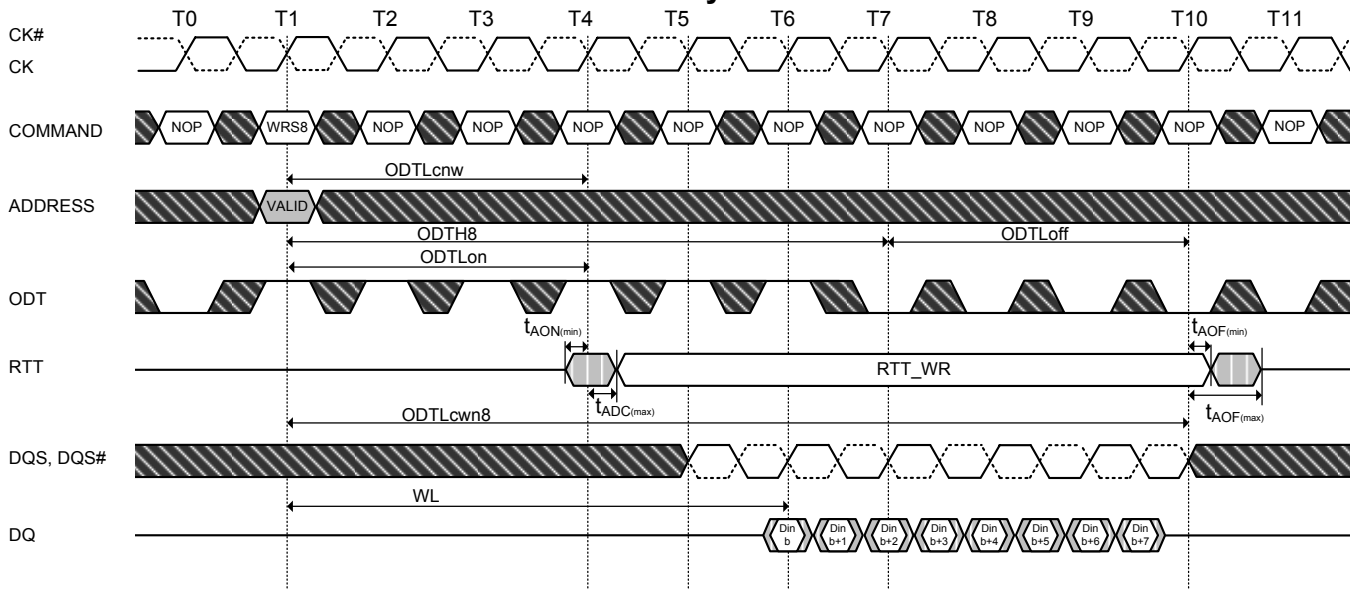 T0 T1 T2 T3 T4 T5 T6 T7 T8 T9 T10 T11
CK#
CK
COMMAND NOP WRS8 NOP NOP NOP NOP NOP NOP NOP NOP NOP NOP
ODTLcnw
ADDRESS VALID
ODTH8 ODTLoff
ODTLon
ODT
tAON(min) tAOF(min)
RTT RTT_WR
tADC(max) tAOF(max)
ODTLcwn8
DQS, DQS#
WL
DQ Din b Din b+1 Din b+2 Din b+3 Din b+4 Din b+5 Din b+6 Din b+7